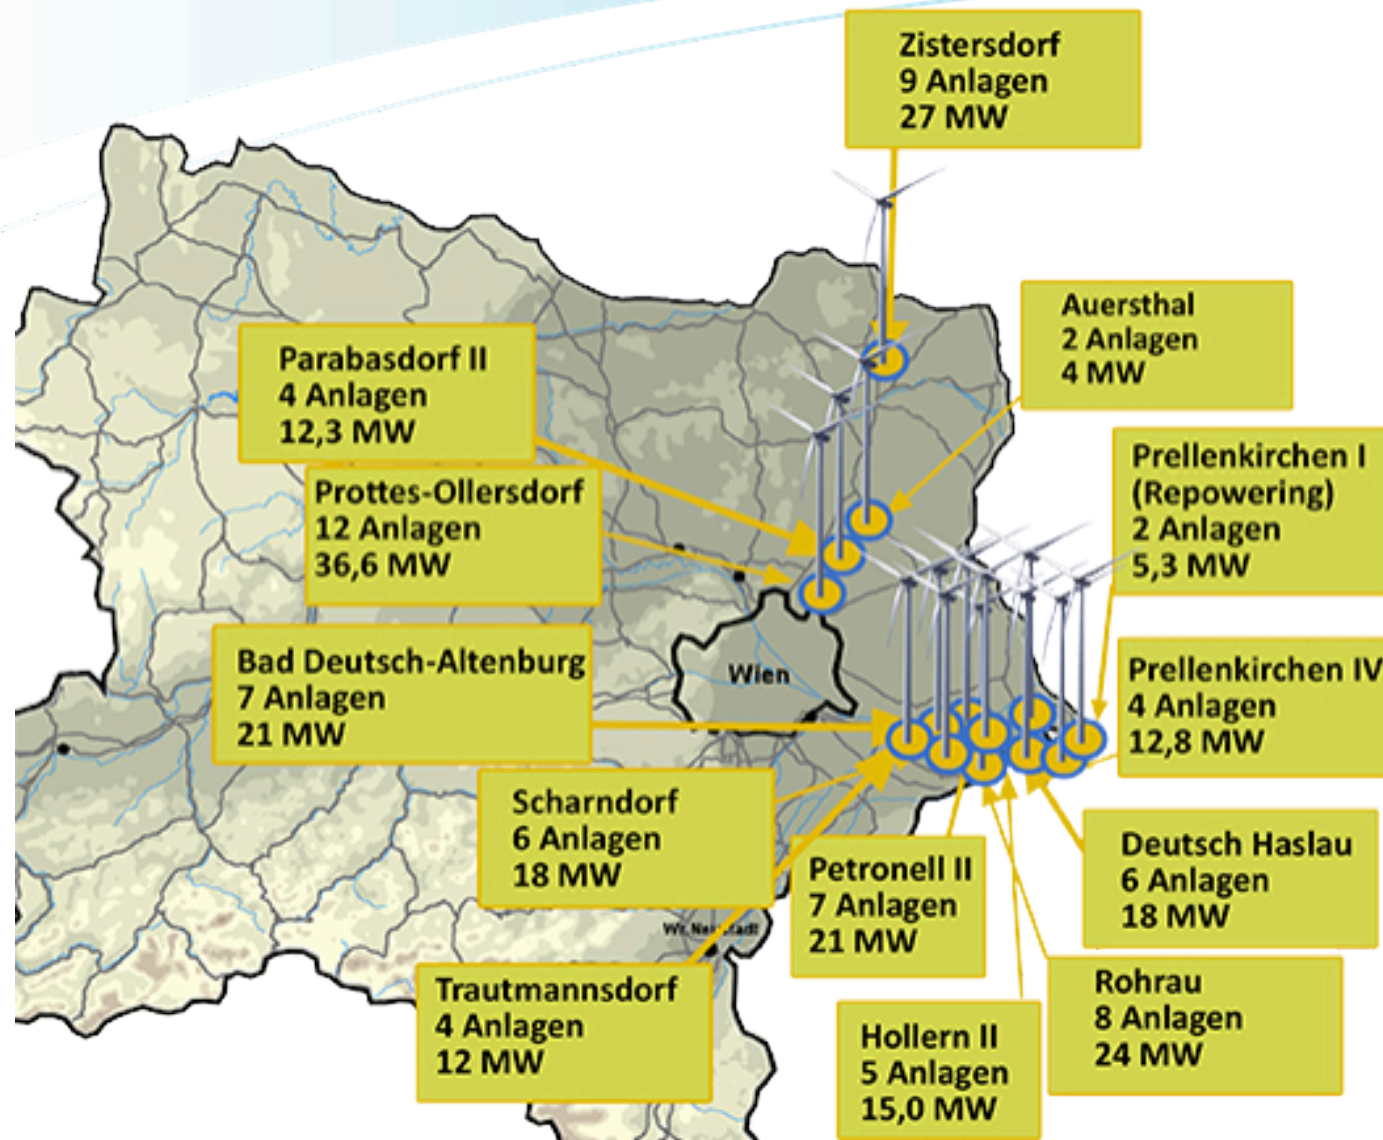 Zistersdorf
9 Anlagen
27 MW
Auersthal
2 Anlagen
4 MW
Parabasdorf II
4 Anlagen
12,3 MW
Prellenkirchen I
(Repowering)
2 Anlagen
5,3 MW
Prottes-Ollersdorf
12 Anlagen
36,6 MW
Bad Deutsch-Altenburg
7 Anlagen
21 MW
Wien
Prellenkirchen IV
4 Anlagen
12,8 MW
Scharndorf
6 Anlagen
18 MW
Petronell II
7 Anlagen
21 MW
Deutsch Haslau
6 Anlagen
18 MW
Wr. Neustadt
Trautmannsdorf
4 Anlagen
12 MW
Hollern II
5 Anlagen
15,0 MW
Rohrau
8 Anlagen
24 MW